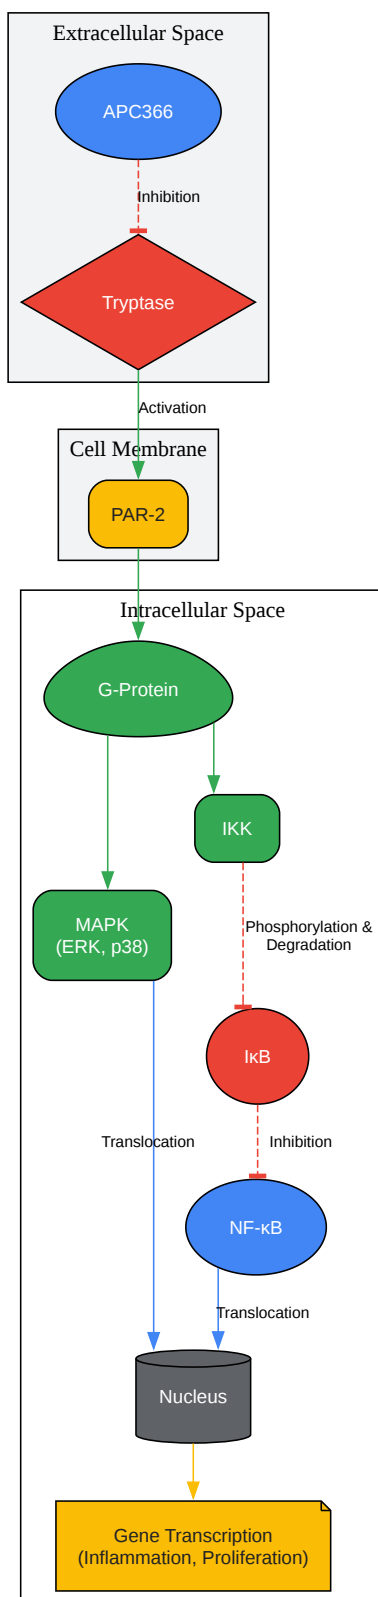 Extracellular Space
APC366
Inhibition
Tryptase
Activation
Cell Membrane
PAR-2
Intracellular Space
G-Protein
IKK
MAPK
(ERK, p38)
Phosphorylation &
Degradation
IκB
Translocation
Inhibition
NF-κB
Translocation
Nucleus
Gene Transcription
(Inflammation, Proliferation)